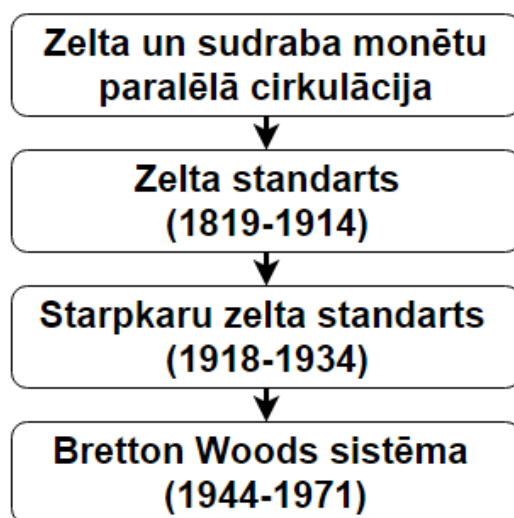 Zelta un sudraba monētu
paralēlā cirkulācija
Zelta standarts
(1819-1914)
Starpkaru zelta standarts
(1918-1934)
Bretton Woods sistēma
(1944-1971)